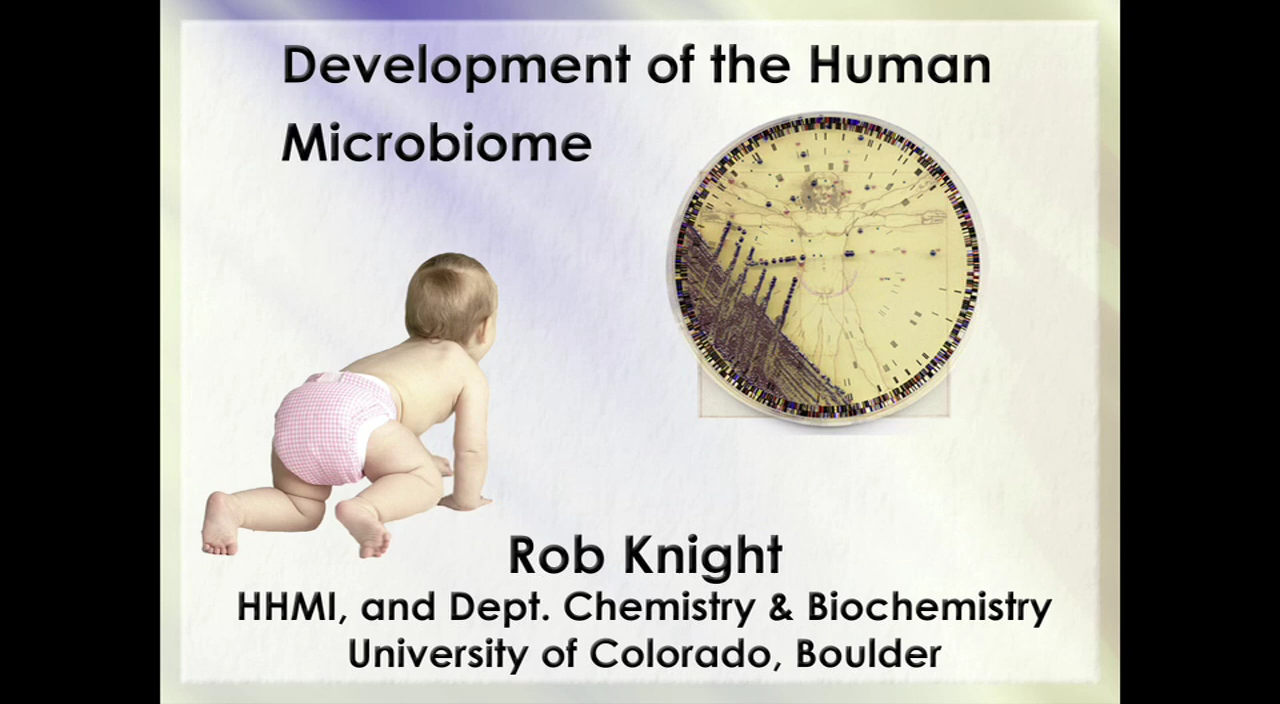 Development of the Human
Microbiome
Rob Knight
HHMI, and Dept. Chemistry & Biochemistry
University of Colorado, Boulder